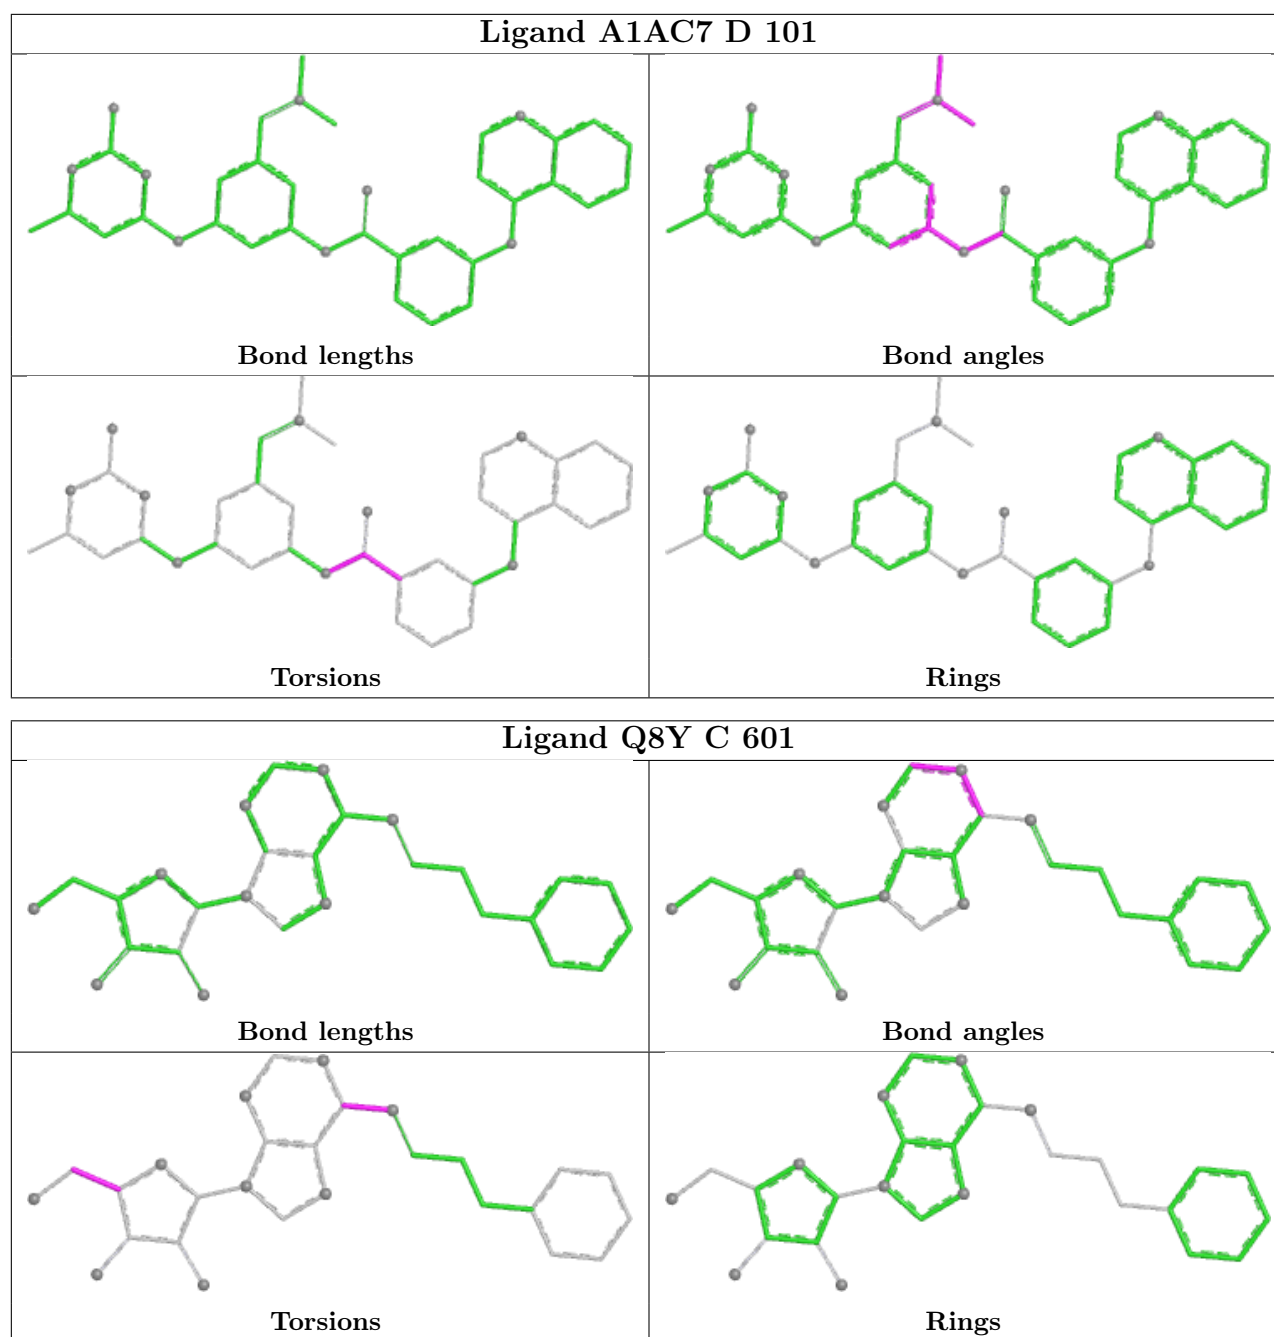 Ligand A1AC7 D 101
Bond lengths
Bond angles
Torsions
Rings
Ligand Q8Y C 601
Bond lengths
Bond angles
Torsions
Rings